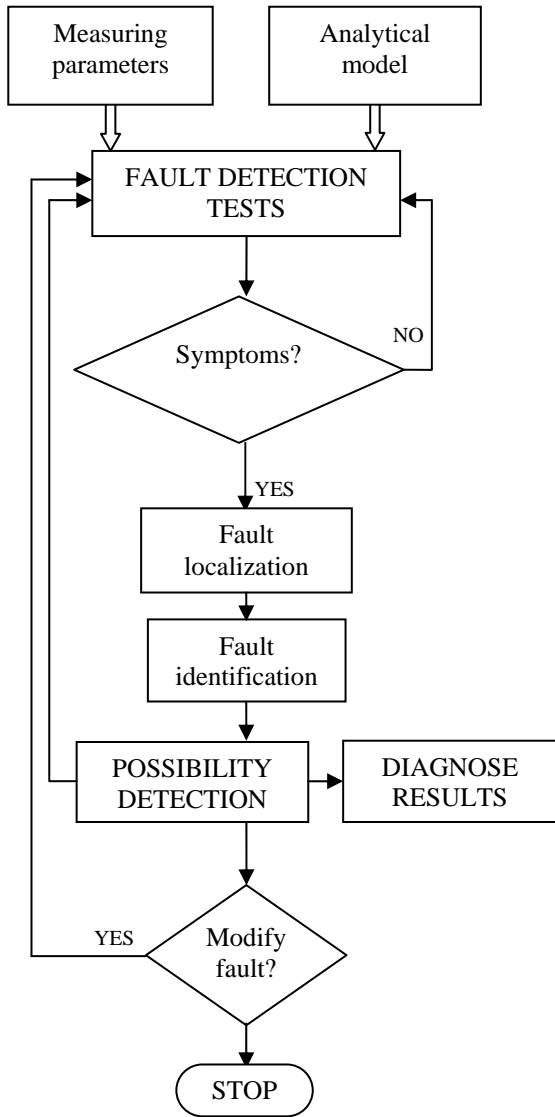 Measuring
parameters
Analytical
model
FAULT DETECTION
TESTS
Symptoms?
NO
YES
Fault
localization
Fault
identification
POSSIBILITY
DETECTION
DIAGNOSE
RESULTS
YES
Modify
fault?
STOP